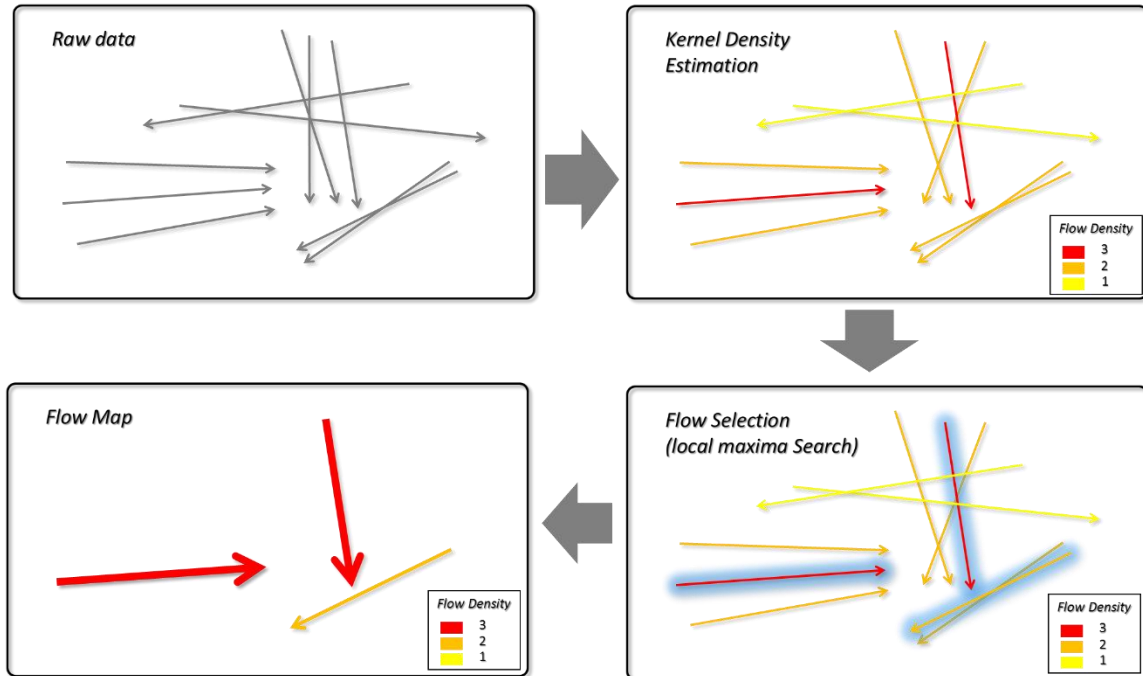 Raw data
Kernel Density
Estimation
Flow Density
3
2
1
Flow Map
Flow Density
3
2
1
Flow Selection
(local maxima Search)
Flow Density
3
2
1